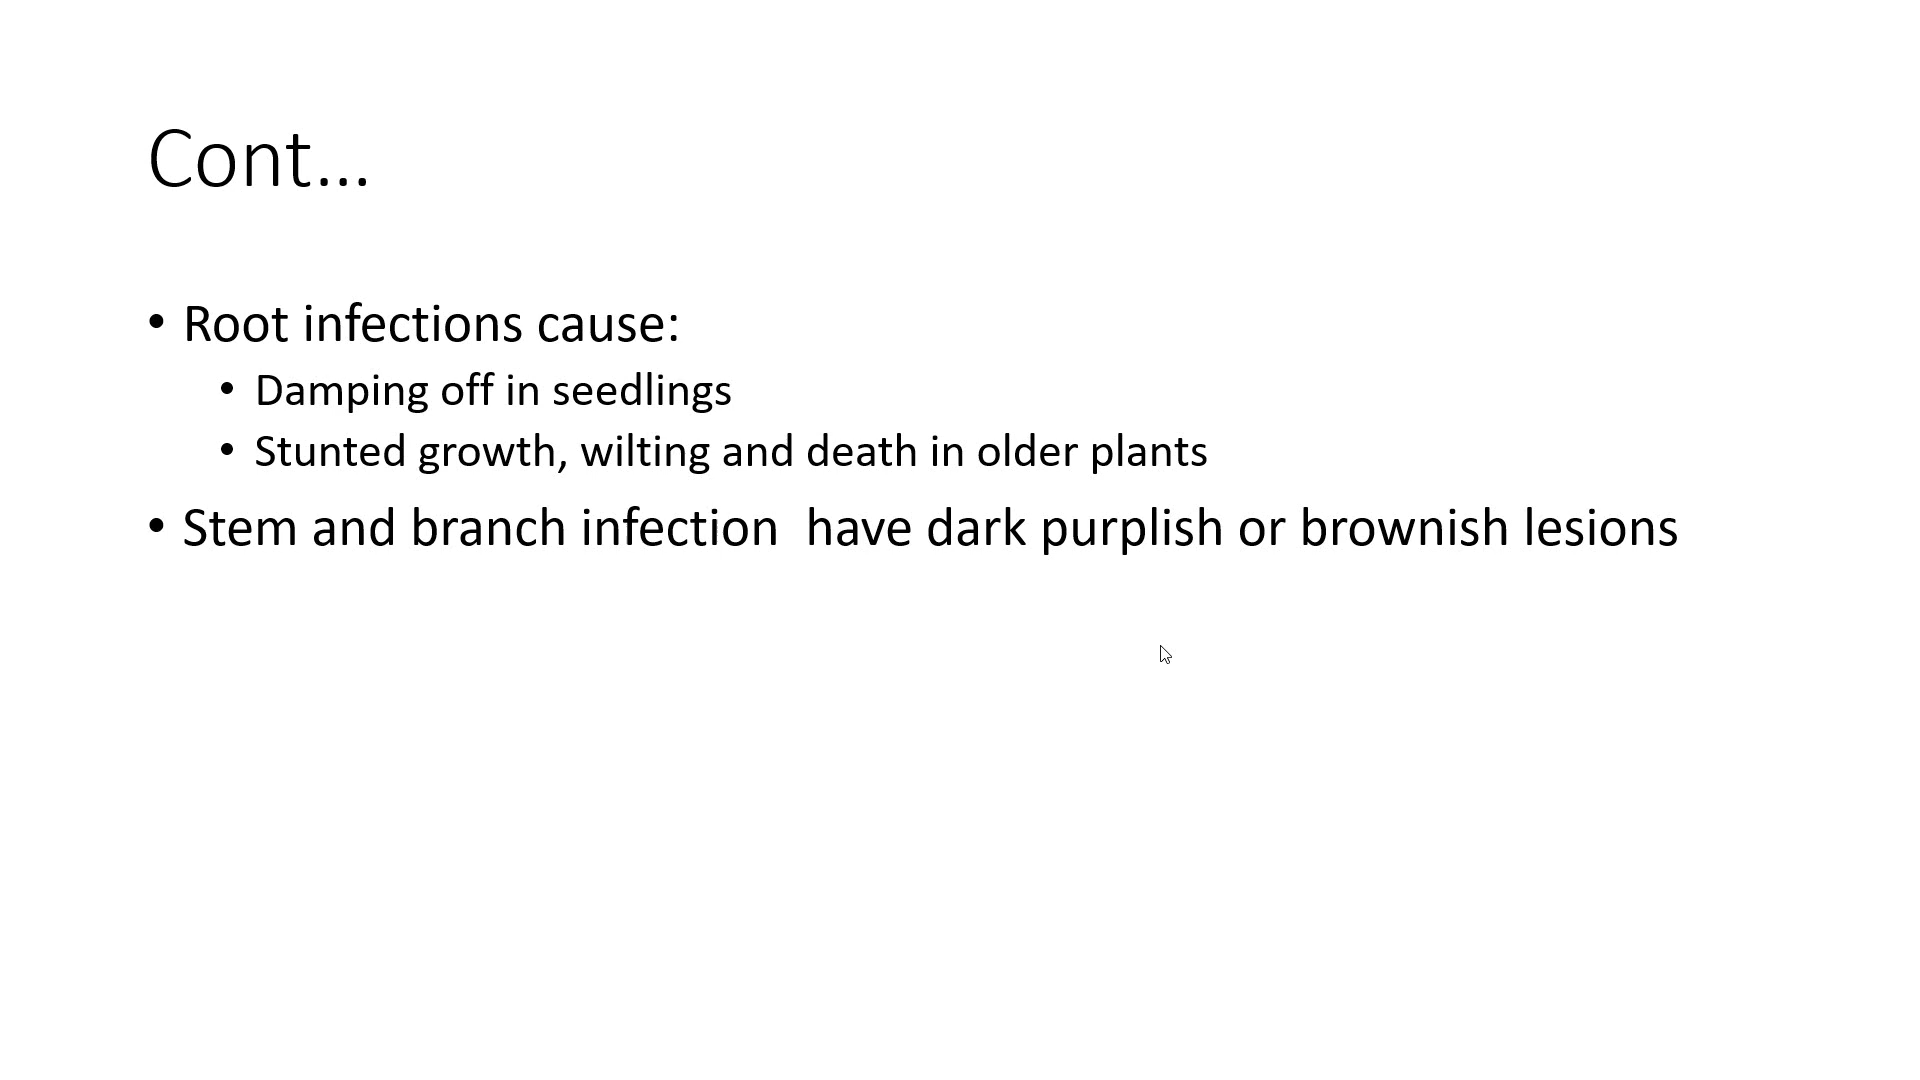 Cont...
• Root infections cause:
• Damping off in seedlings
• Stunted growth, wilting and death in older plants
• Stem and branch infection  have dark purplish or brownish lesions